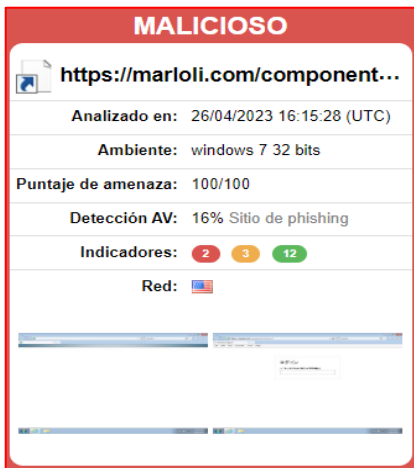 MALICIOSO
https://marloli.com/component...
Analizado en: 26/04/2023 16:15:28 (UTC)
Ambiente: windows 7 32 bits
Puntaje de amenaza: 100/100
Detección AV: 16% Sitio de phishing
Indicadores: 2 3 12
Red: